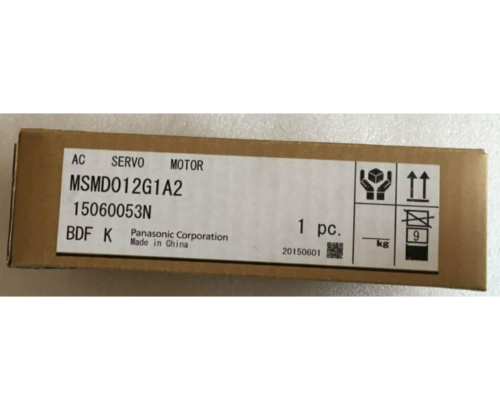 AC SERVO MOTOR
MSMD012G1A2
15060053N
1 pc.
BDF K Panasonic Corporation
Made in China
20150601
kg
9